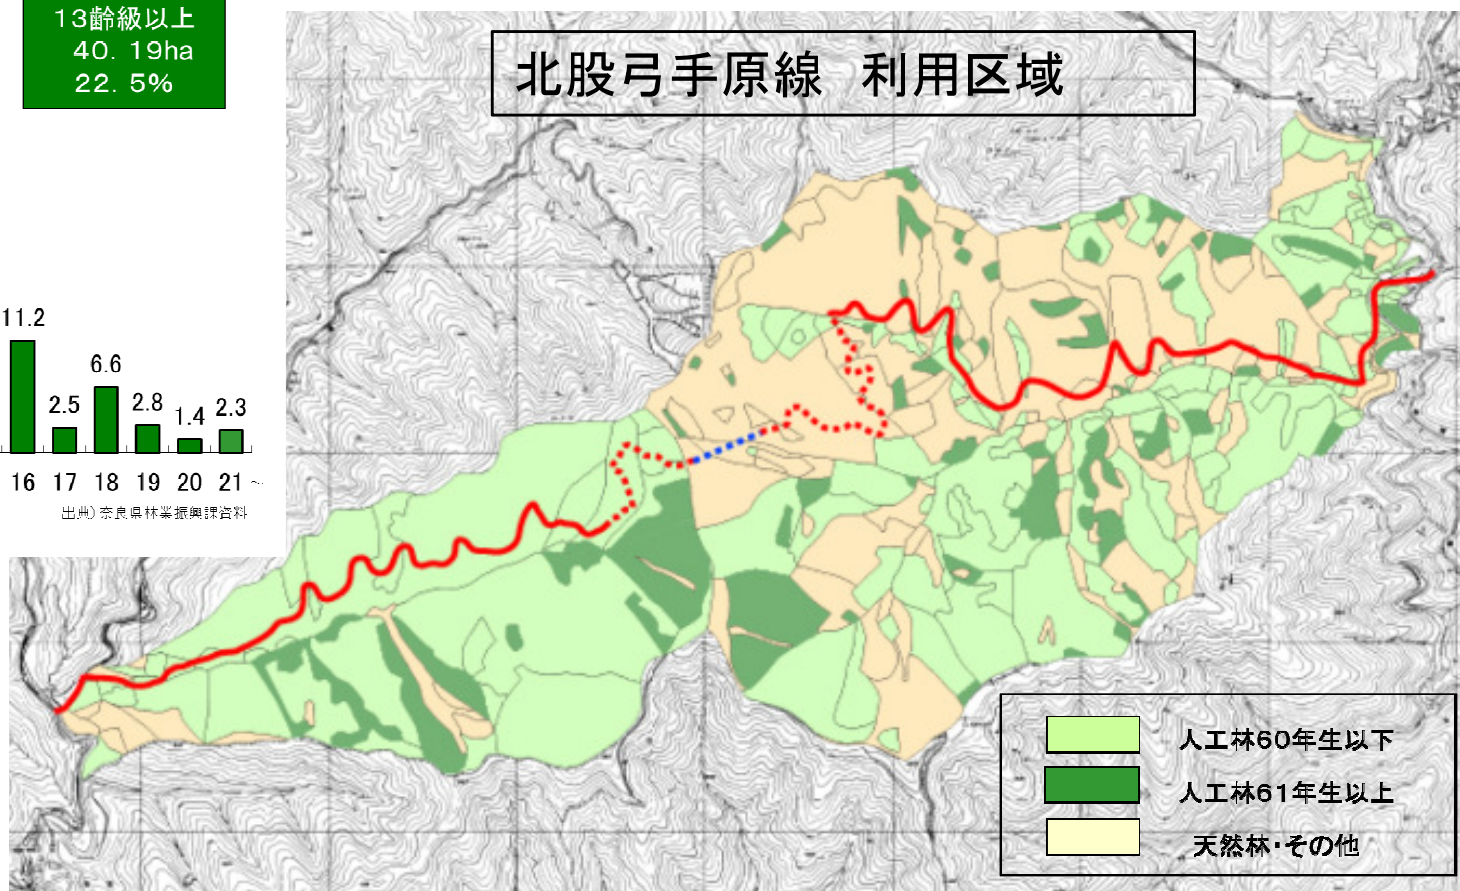 13齢級以上
40. 19ha
22. 5%
北股弓手原線 利用区域
11.2
2.5
6.6
2.8
1.4
2.3
16 17 18 19 20 21 ~
出典) 奈良県林業振興課資料
人工林60年生以下
人工林61年生以上
天然林・その他